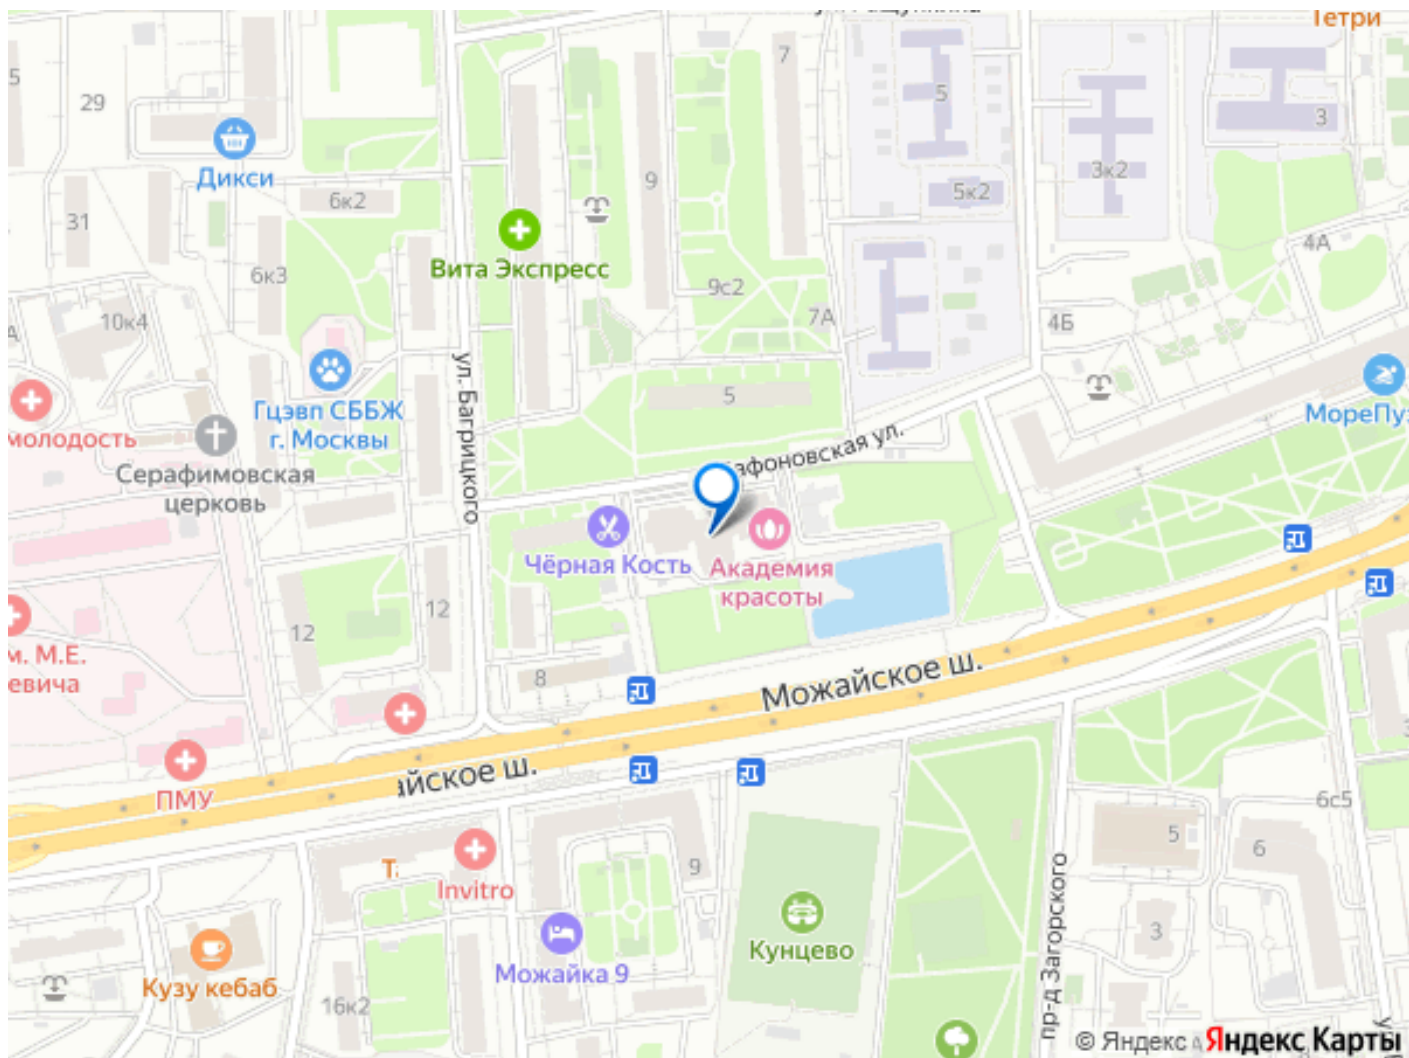 Тетри
7
5
29
5
3
Дикси
9
3к2
6к2
5к2
31
4А
Вита Экспресс
6к3
9с2
10к4
7А
4Б
ул. Багрицкого
5
Гцэвп СББЖ
г. Москвы
молодость
Серафимовская
церковь
афоновская ул.
МореПуз
Чёрная Кость
Академия
красоты
12
12
м. М.Е.
евича
8
Можайское ш.
айское ш.
ПМУ
6с5
5
6
9
Invitro
пр-д Загорского
Кунцево
3
Можайка 9
Кузу кебаб
16к2
© Яндекс
Яндекс Карты